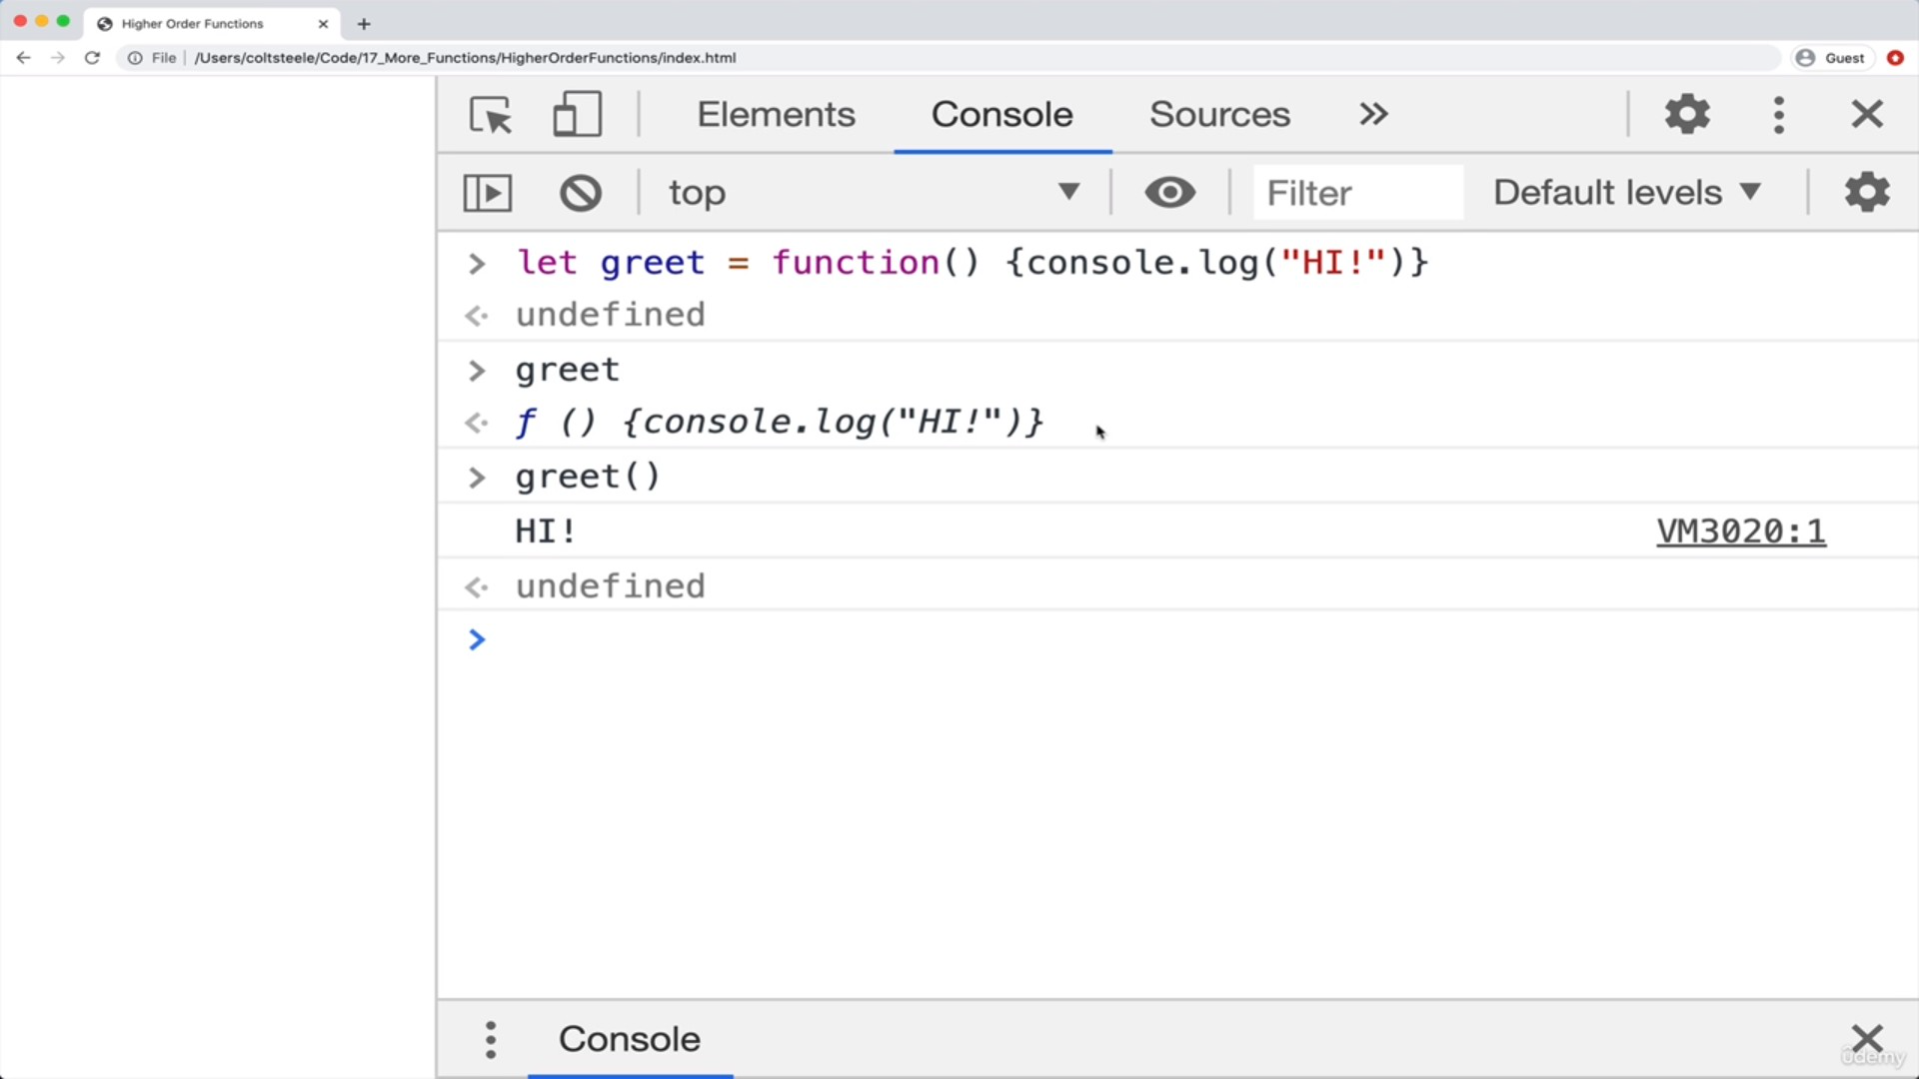 Higher Order Functions
File /Users/coltsteele/Code/17_More_Functions/HigherOrderFunctions/index.html Guest
Elements Console Sources »
top Filter Default levels
> let greet = function() {console.log("HI!")}
undefined
> greet
f () {console.log("HI!")}
> greet()
HI! VM3020:1
undefined
>
Console
ûdemy